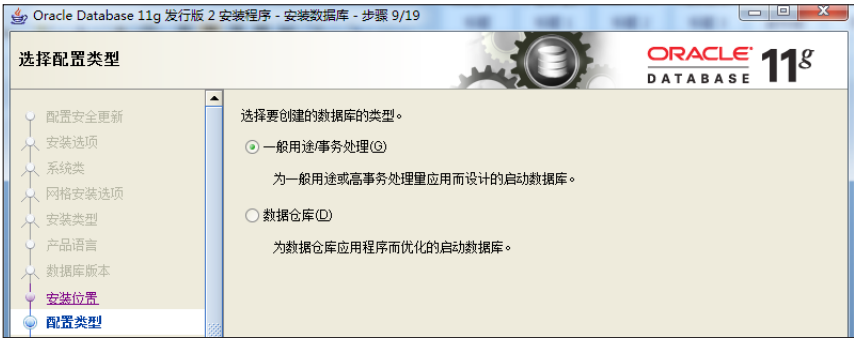 Oracle Database 11g 发行版 2 安装程序 - 安装数据库 - 步骤 9/19
选择配置类型
ORACLE
DATABASE
11g
配置安全更新
安装选项
系统类
网格安装选项
安装类型
产品语言
数据库版本
安装位置
配置类型
选择要创建的数据库的类型。
一般用途/事务处理(G)
为一般用途或高事务处理量应用而设计的启动数据库。
数据仓库(D)
为数据仓库应用程序而优化的启动数据库。